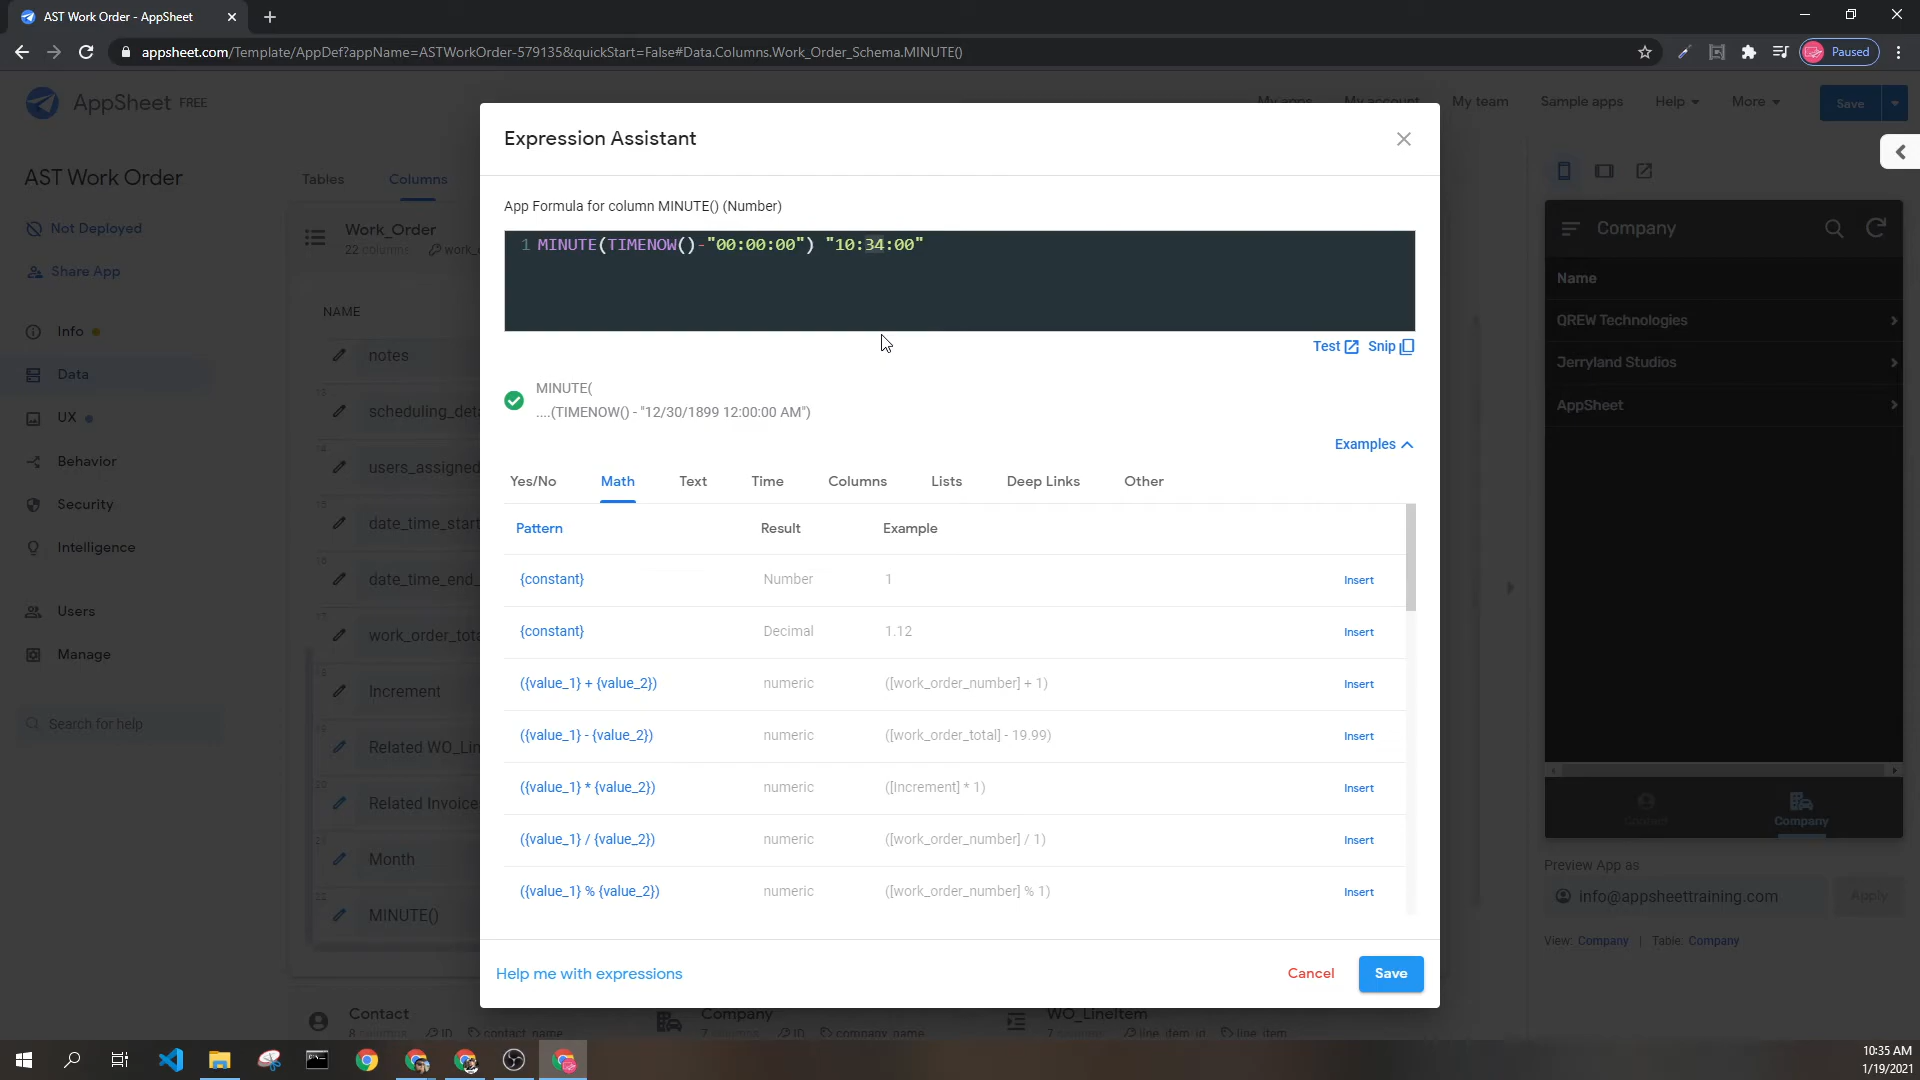 AST Work Order - AppSheet
appsheet.com/Template/AppDef?appName=ASTWorkOrder-579135&quickStart=False#Data.Columns.Work_Order_Schema.MINUTE()
Paused
AppSheet FREE
My apps
My account
My team
Sample apps
Help
More
Save
AST Work Order
Not Deployed
Share App
Info
Data
UX
Behavior
Security
Intelligence
Users
Manage
Search for help
Tables
Columns
Work_Order
22 columns
NAME
notes
users_assigned
date_time_start
date_time_end_
Increment
Month
MINUTE()
Expression Assistant
App Formula for column MINUTE() (Number)
1 MINUTE(TIMENOW()-"00:00:00") "10:34:00"
Test
Snip
MINUTE(
....(TIMENOW() - "12/30/1899 12:00:00 AM")
Examples
Yes/No
Math
Text
Time
Columns
Lists
Deep Links
Other
Pattern
Result
Example
{constant}
Number
1
Insert
{constant}
Decimal
1.12
Insert
({value_1} + {value_2})
numeric
([work_order_number] + 1)
Insert
({value_1} - {value_2})
numeric
([work_order_total] - 19.99)
Insert
({value_1} * {value_2})
numeric
([Increment] * 1)
Insert
({value_1} / {value_2})
numeric
([work_order_number] / 1)
Insert
({value_1} % {value_2})
numeric
([work_order_number] % 1)
Insert
Help me with expressions
Cancel
Save
Contact
Company
WO_LineItem
Company
Name
QREW Technologies
Jerryland Studios
AppSheet
Contact
Company
Preview App as
info@appsheettraining.com
Apply
View: Company | Table: Company
10:35 AM
1/19/2021